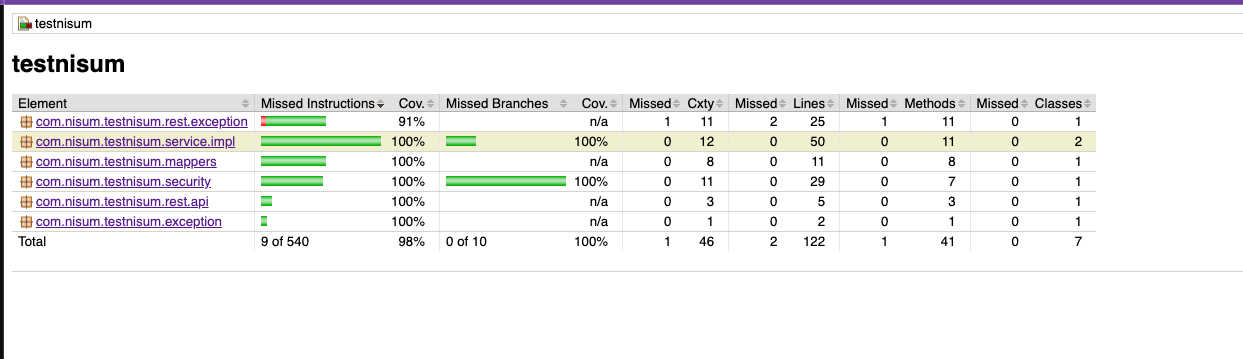 testnisum
testnisum
Element Missed Instructions Cov. Missed Branches Cov. Missed Cxty Missed Lines Missed Methods Missed Classes
com.nisum.testnisum.rest.exception 91% n/a 1 11 2 25 1 11 0 1
com.nisum.testnisum.service.impl 100% 100% 0 12 0 50 0 11 0 2
com.nisum.testnisum.mappers 100% n/a 0 8 0 11 0 8 0 1
com.nisum.testnisum.security 100% 100% 0 11 0 29 0 7 0 1
com.nisum.testnisum.rest.api 100% n/a 0 3 0 5 0 3 0 1
com.nisum.testnisum.exception 100% n/a 0 1 0 2 0 1 0 1
Total 9 of 540 98% 0 of 10 100% 1 46 2 122 1 41 0 7